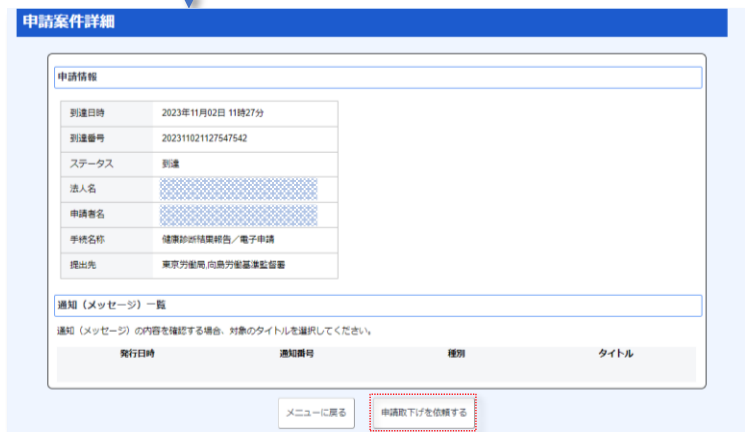 申請案件詳細
申請情報
到達日時 2023年11月02日 11時27分
到達番号 202311021127547542
ステータス 到達
法人名
申請者名
手続名称 健康診断結果報告／電子申請
提出先 東京労働局,向島労働基準監督署
通知（メッセージ）一覧
通知（メッセージ）の内容を確認する場合、対象のタイトルを選択してください。
発行日時 通知番号 種別 タイトル
メニューに戻る 申請取下げを依頼する